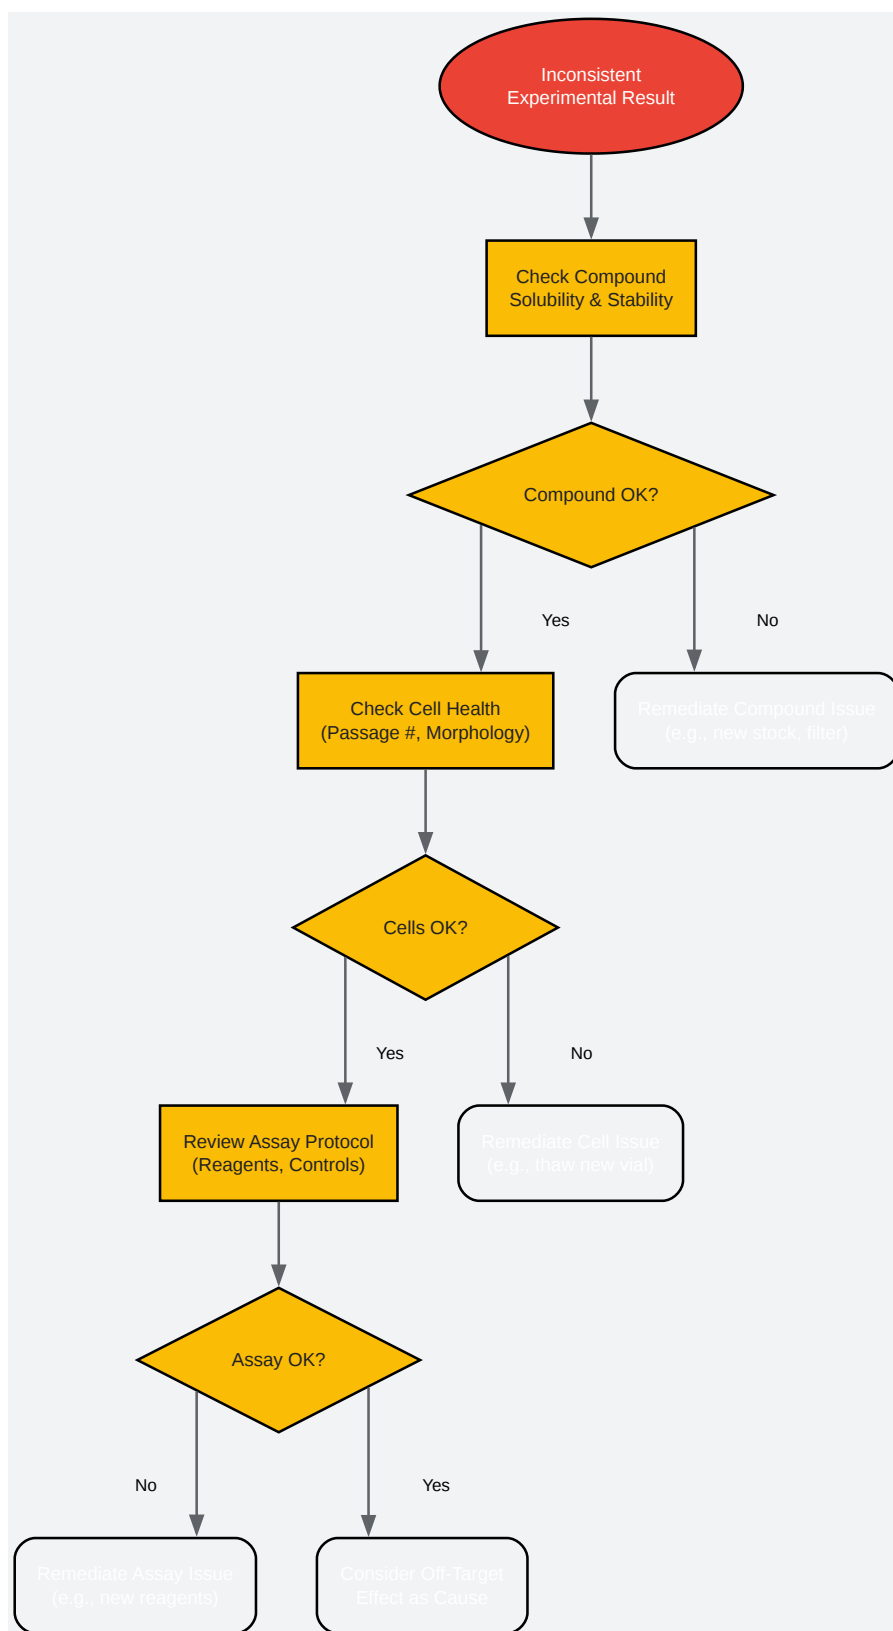 Inconsistent
Experimental Result
Check Compound
Solubility & Stability
Compound OK?
Yes
No
Check Cell Health
(Passage #, Morphology)
Remediate Compound Issue
(e.g., new stock, filter)
Cells OK?
Yes
No
Review Assay Protocol
(Reagents, Controls)
Remediate Cell Issue
(e.g., thaw new vial)
Assay OK?
No
Yes
Remediate Assay Issue
(e.g., new reagents)
Consider Off-Target
Effect as Cause